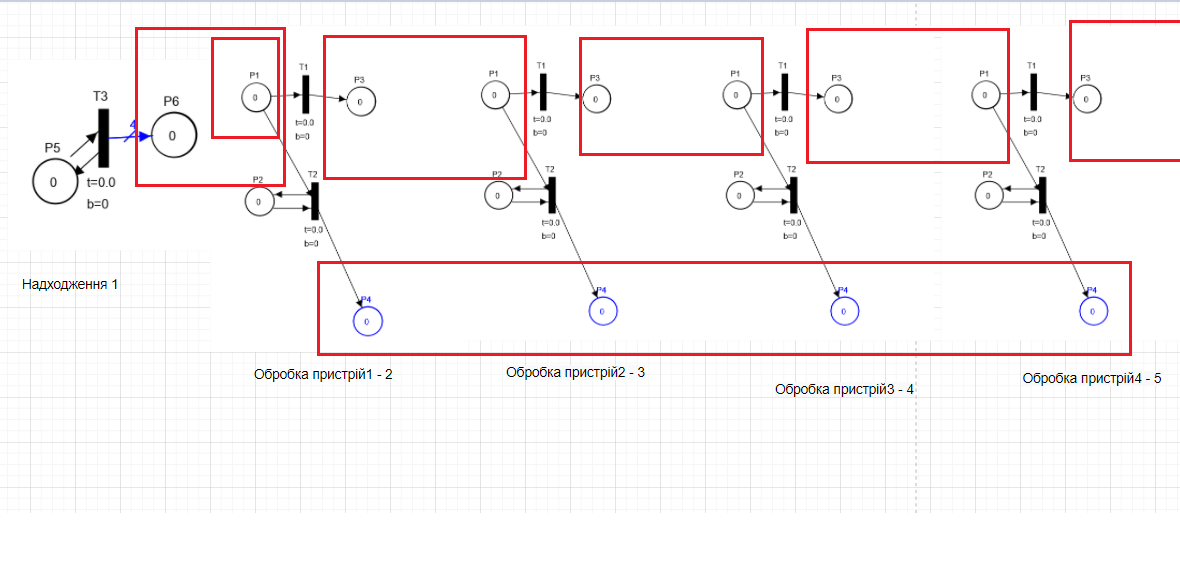 T3
4
P6
0
P5
0
t=0.0
b=0
Надходження 1
P1
0
T1
t=0.0
b=0
P3
0
P2
0
T2
t=0.0
b=0
P4
0
Обробка пристрій1 - 2
P1
0
T1
t=0.0
b=0
P3
0
P2
0
T2
t=0.0
b=0
P4
0
Обробка пристрій2 - 3
P1
0
T1
t=0.0
b=0
P3
0
P2
0
T2
t=0.0
b=0
P4
0
Обробка пристрій3 - 4
P1
0
T1
t=0.0
b=0
P3
0
P2
0
T2
t=0.0
b=0
P4
0
Обробка пристрій4 - 5